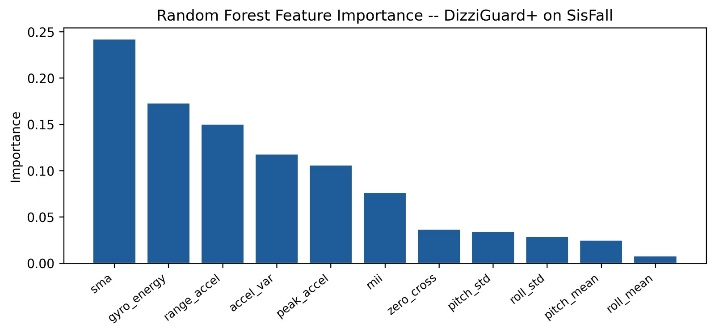 Random Forest Feature Importance -- DizziGuard+ on SisFall
Importance
0.25
0.20
0.15
0.10
0.05
0.00
sma
gyro_energy
range_accel
accel_var
peak_accel
mii
zero_cross
pitch_std
roll_std
pitch_mean
roll_mean